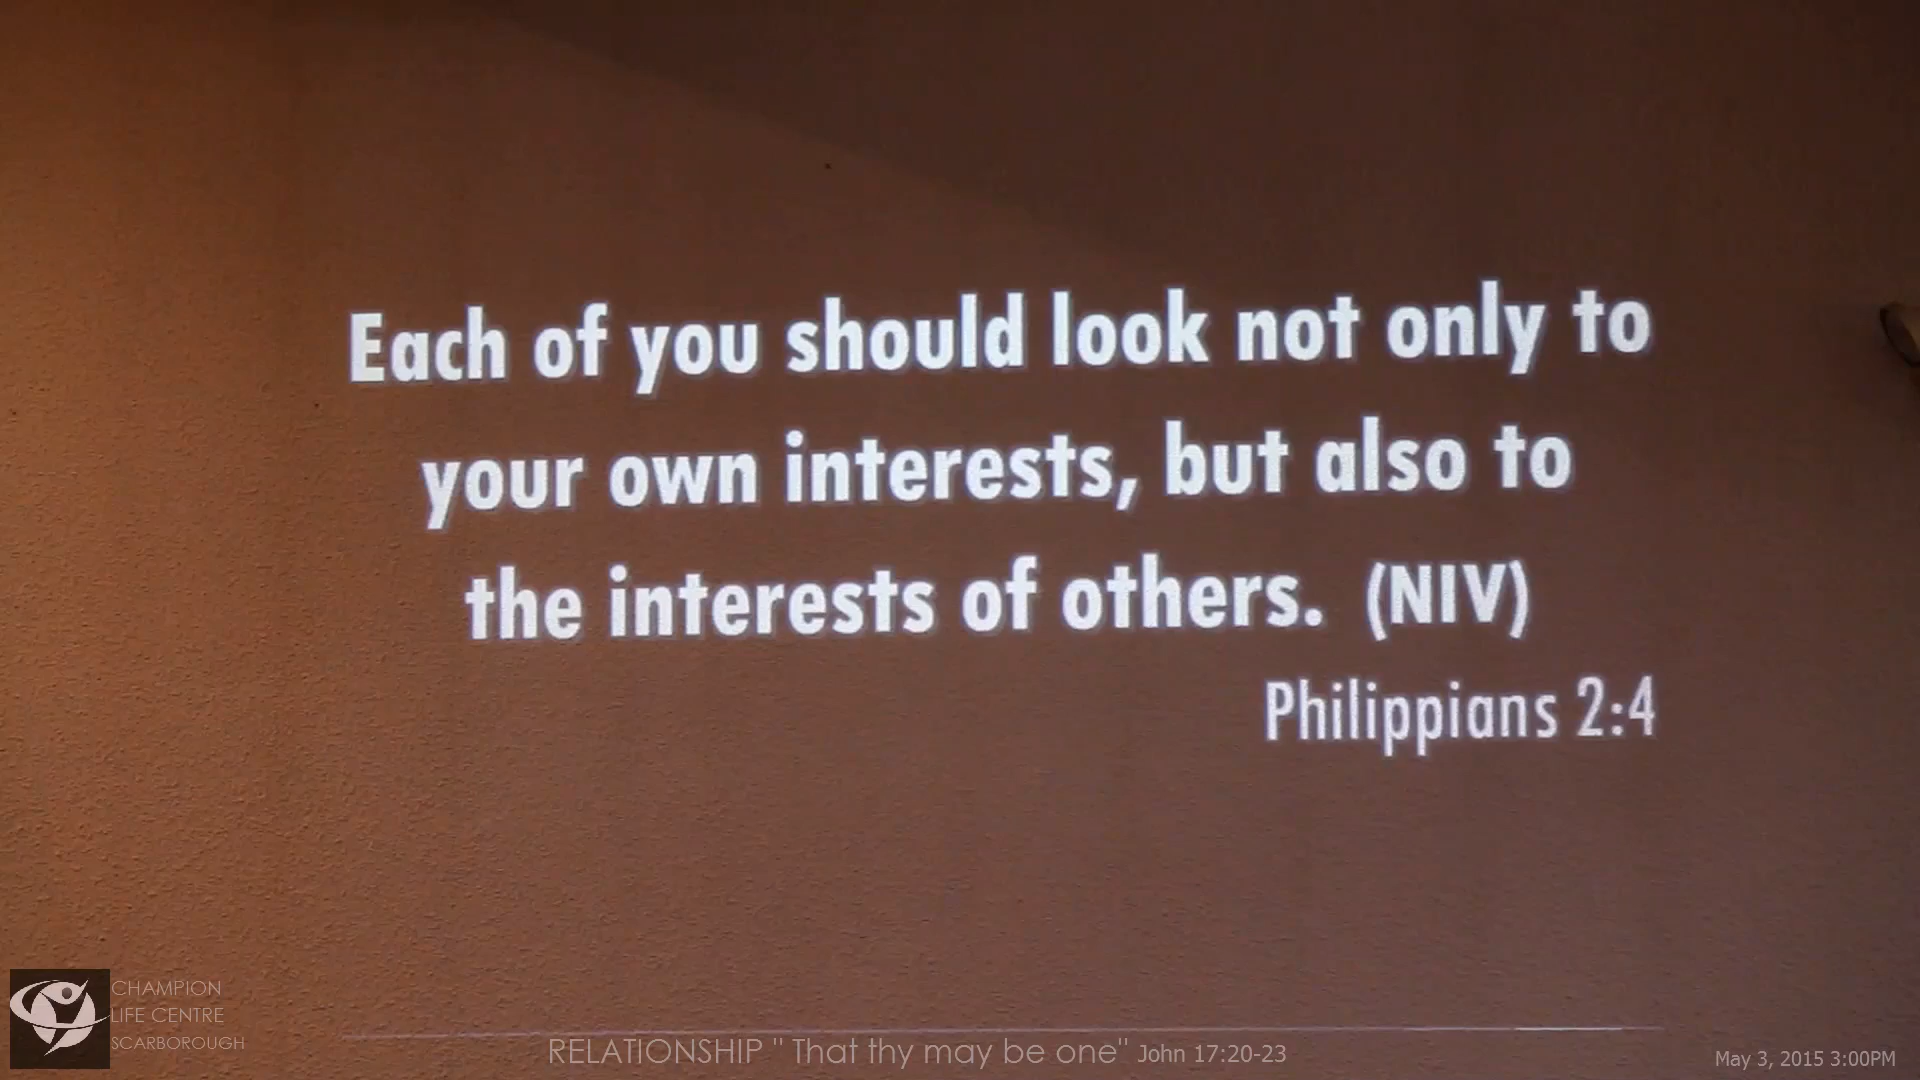 Each of you should look not only to
your own interests, but also to
the interests of others. (NIV)
Philippians 2:4
CHAMPION
LIFE CENTRE
SCARBOROUGH
RELATIONSHIP " That thy may be one" John 17:20-23
May 3, 2015 3:00PM